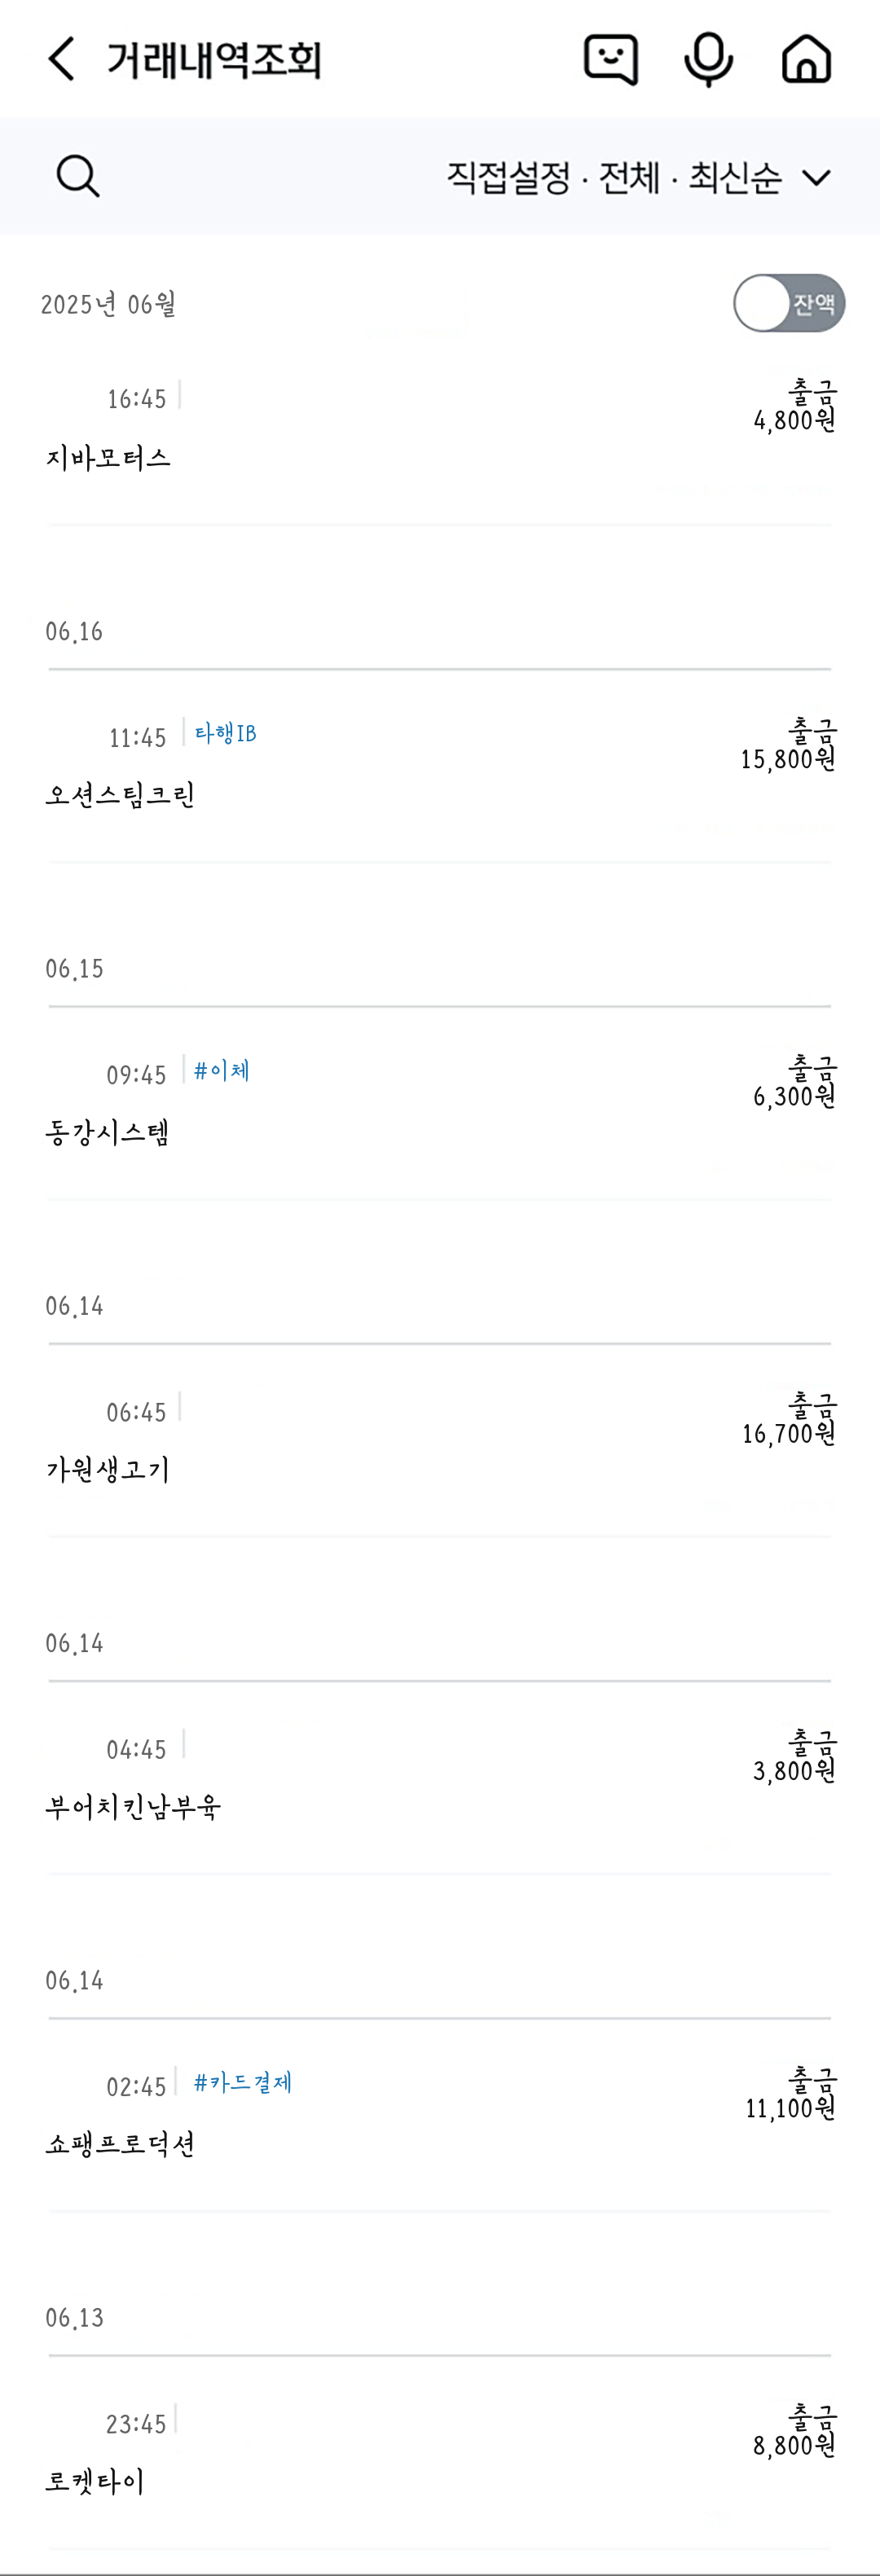 거래내역조회
직접설정 · 전체 · 최신순
2025년 06월
잔액
16:45
출금
4,800원
지바모터스
06.16
11:45 타행IB
출금
15,800원
오션스팀크린
06.15
09:45 #이체
출금
6,300원
동강시스템
06.14
06:45
출금
16,700원
가원생고기
06.14
04:45
출금
3,800원
부어치킨남부육
06.14
02:45 #카드결제
출금
11,100원
쇼팽프로덕션
06.13
23:45
출금
8,800원
로켓타이